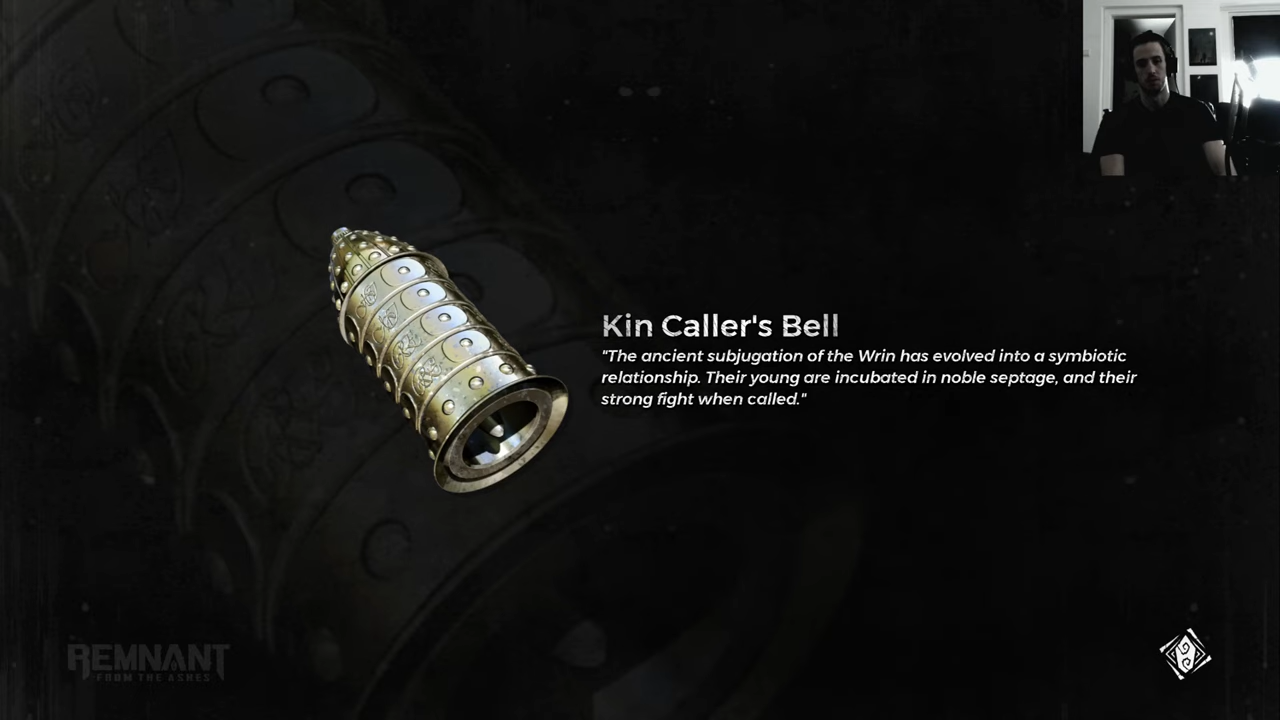 Kin Caller's Bell
"The ancient subjugation of the Wrin has evolved into a symbiotic
relationship. Their young are incubated in noble septage, and their
strong fight when called."
REMNANT
FROM THE ASHES